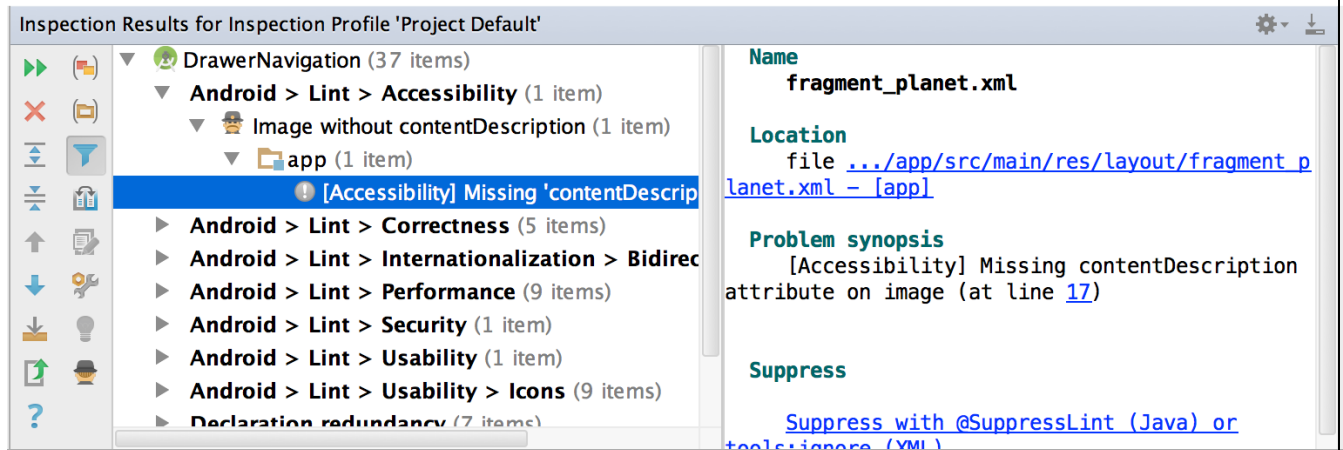 Inspection Results for Inspection Profile 'Project Default'
DrawerNavigation (37 items)
Android > Lint > Accessibility (1 item)
Image without contentDescription (1 item)
app (1 item)
[Accessibility] Missing 'contentDescrip
Android > Lint > Correctness (5 items)
Android > Lint > Internationalization > Bidirec
Android > Lint > Performance (9 items)
Android > Lint > Security (1 item)
Android > Lint > Usability (1 item)
Android > Lint > Usability > Icons (9 items)
Declaration redundancy (7 items)
Name
fragment_planet.xml
Location
file .../app/src/main/res/layout/fragment_p
lanet.xml – [app]
Problem synopsis
[Accessibility] Missing contentDescription
attribute on image (at line 17)
Suppress
Suppress with @SuppressLint (Java) or
tools:ignore (XML)